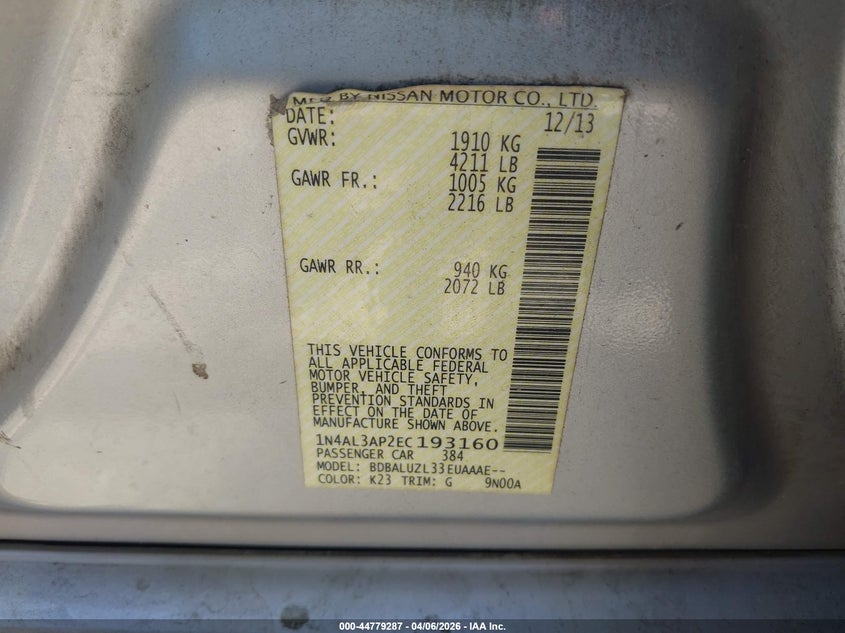 MFG BY NISSAN MOTOR CO., LTD.
DATE: 12/13
GVWR: 1910 KG
4211 LB
GAWR FR.: 1005 KG
2216 LB
GAWR RR.: 940 KG
2072 LB
THIS VEHICLE CONFORMS TO
ALL APPLICABLE FEDERAL
MOTOR VEHICLE SAFETY,
BUMPER, AND THEFT
PREVENTION STANDARDS IN
EFFECT ON THE DATE OF
MANUFACTURE SHOWN ABOVE.
1N4AL3AP2EC193160
PASSENGER CAR 384
MODEL: BDBALUZL33EUAAAE--
COLOR: K23 TRIM: G 9N00A
000-44779287 - 04/06/2026 - IAA Inc.